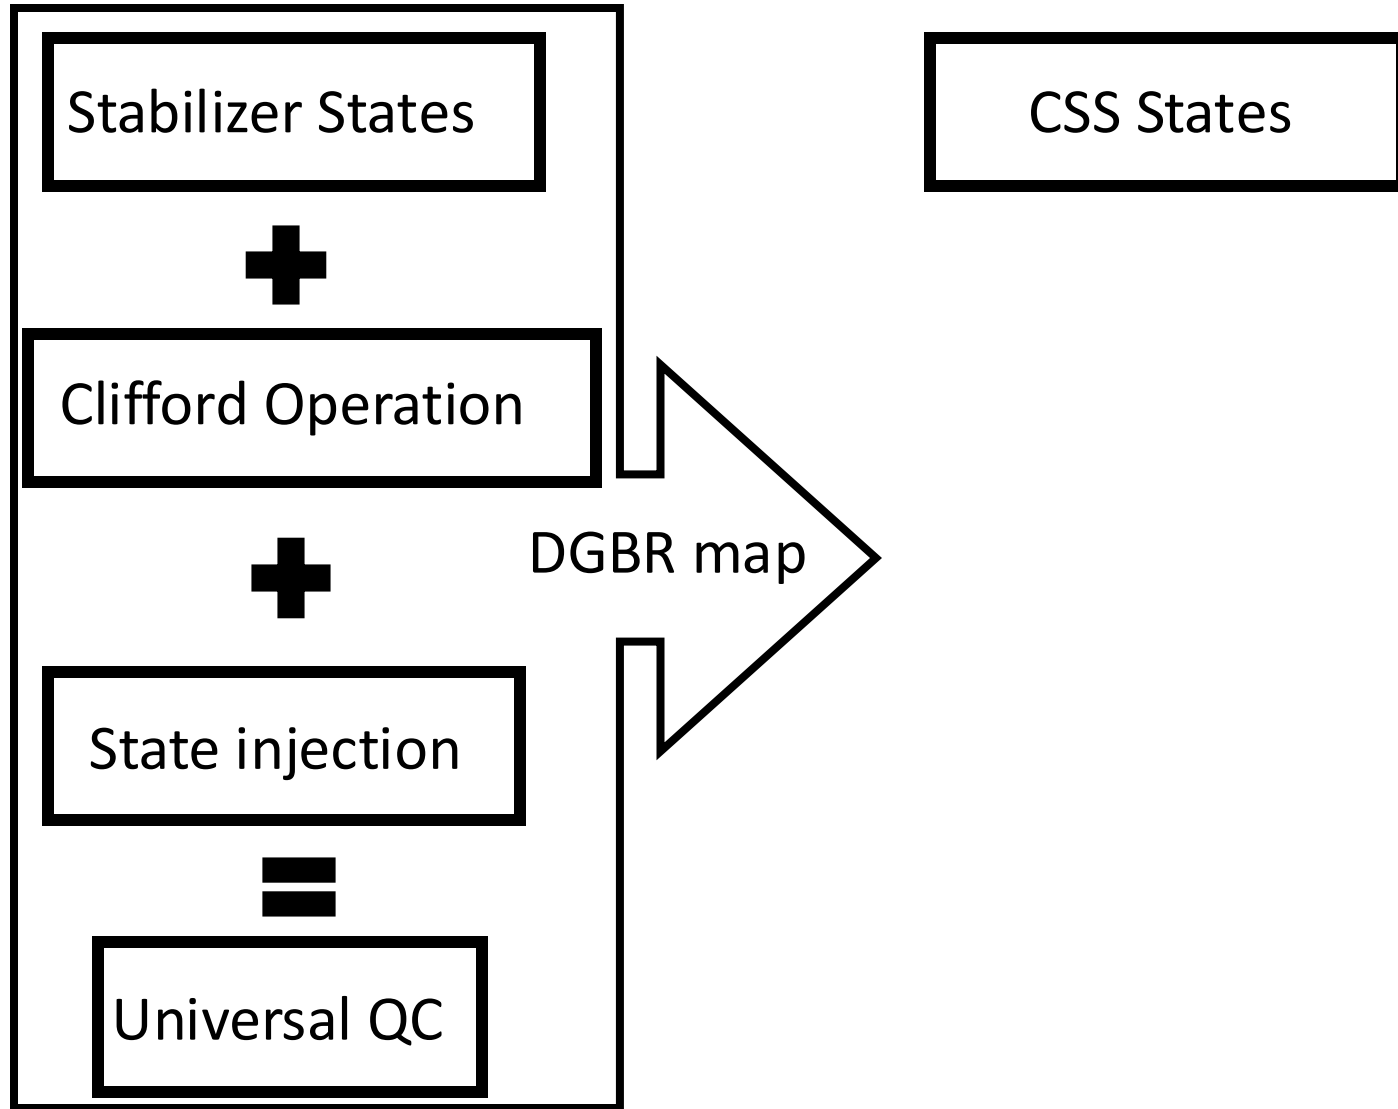 Stabilizer States
CSS States
Clifford Operation
DGBR map
State injection
Universal QC